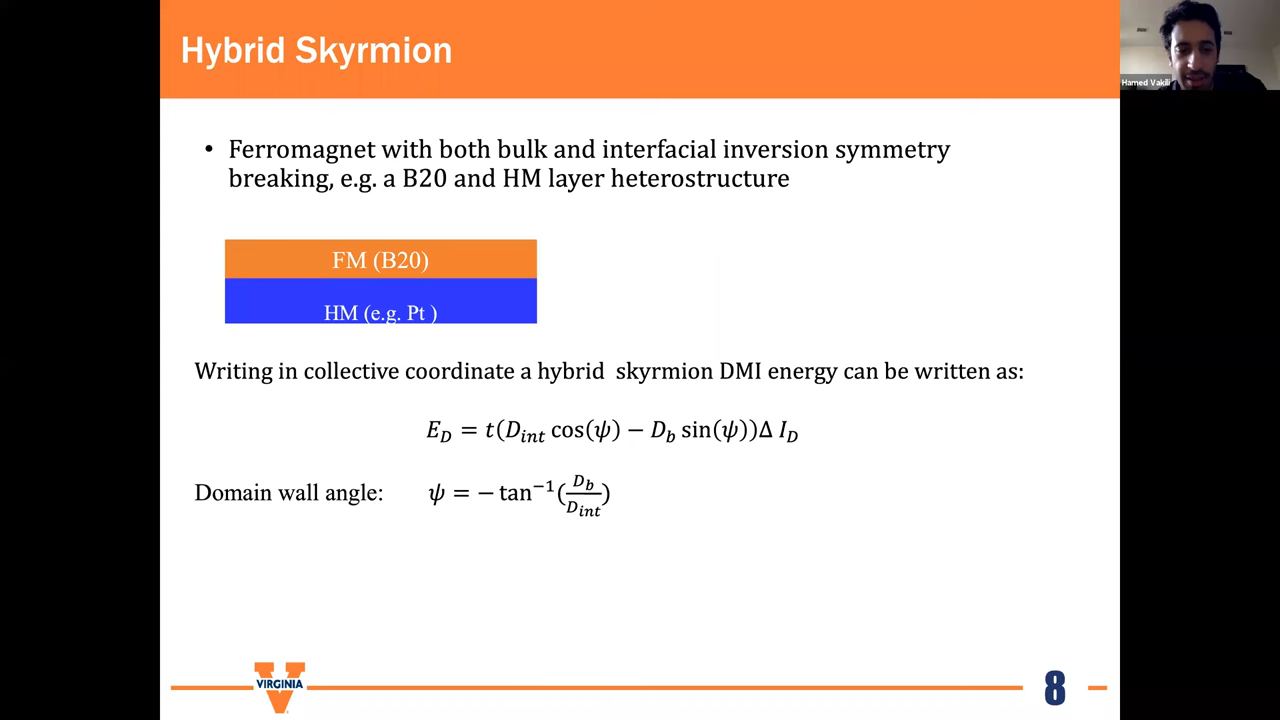 Hybrid Skyrmion
Hamed Vakili
• Ferromagnet with both bulk and interfacial inversion symmetry
breaking, e.g. a B20 and HM layer heterostructure
FM (B20)
HM (e.g. Pt )
Writing in collective coordinate a hybrid skyrmion DMI energy can be written as:
E_D = t(D_int cos(ψ) − D_b sin(ψ))Δ I_D
Domain wall angle: ψ = − tan⁻¹(D_b/D_int)
VIRGINIA
8